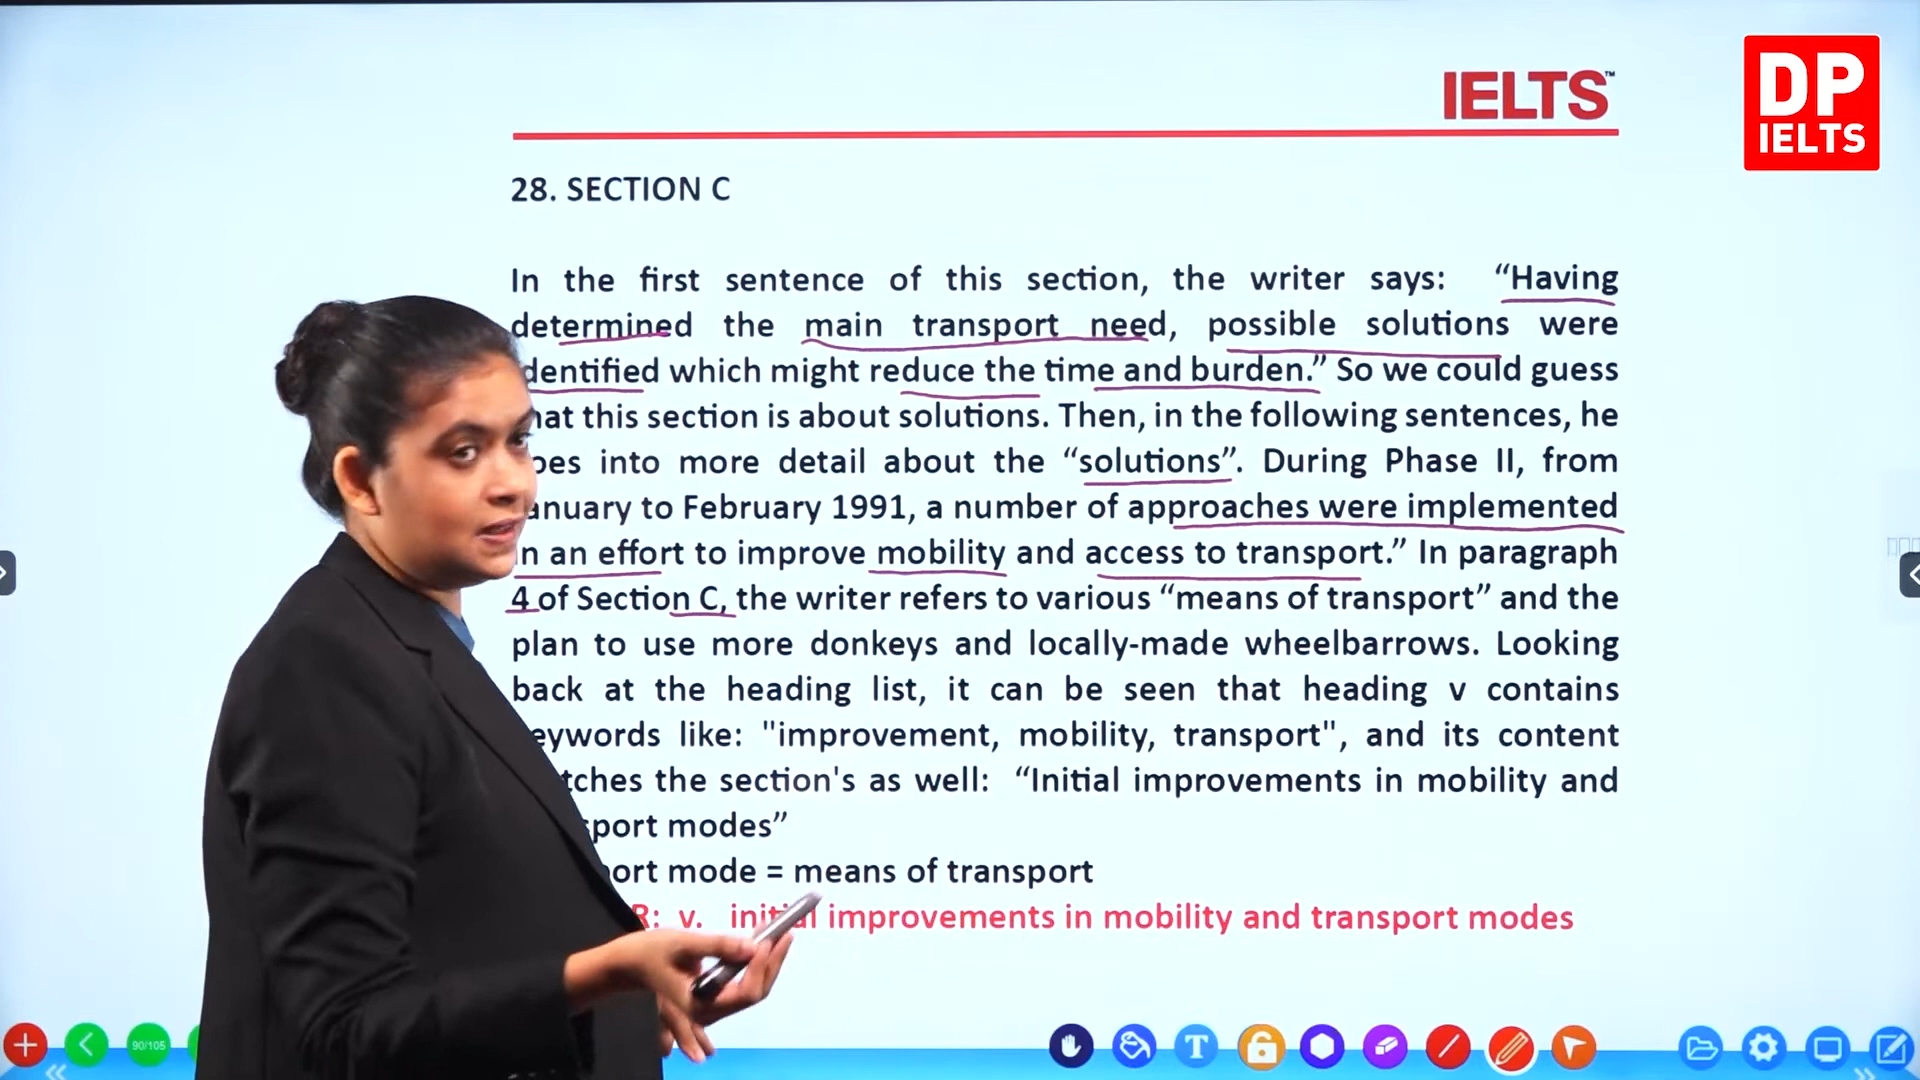 IELTS™
DP
IELTS
28. SECTION C
In the first sentence of this section, the writer says: “Having
determined the main transport need, possible solutions were
dentified which might reduce the time and burden.” So we could guess
hat this section is about solutions. Then, in the following sentences, he
oes into more detail about the “solutions”. During Phase II, from
anuary to February 1991, a number of approaches were implemented
n an effort to improve mobility and access to transport.” In paragraph
4 of Section C, the writer refers to various “means of transport” and the
plan to use more donkeys and locally-made wheelbarrows. Looking
back at the heading list, it can be seen that heading v contains
eywords like: "improvement, mobility, transport", and its content
tches the section's as well: “Initial improvements in mobility and
sport modes”
ort mode = means of transport
R: v. initial improvements in mobility and transport modes
90/105
T